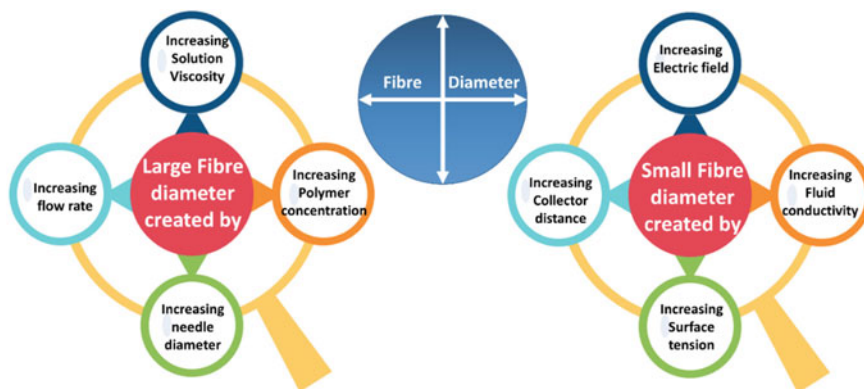 Increasing
Solution
Viscosity
Increasing
flow rate
Large Fibre
diameter
created by
Increasing
Polymer
concentration
Increasing
needle
diameter
Fibre Diameter
Increasing
Electric field
Increasing
Collector
distance
Small Fibre
diameter
created by
Increasing
Fluid
conductivity
Increasing
Surface
tension